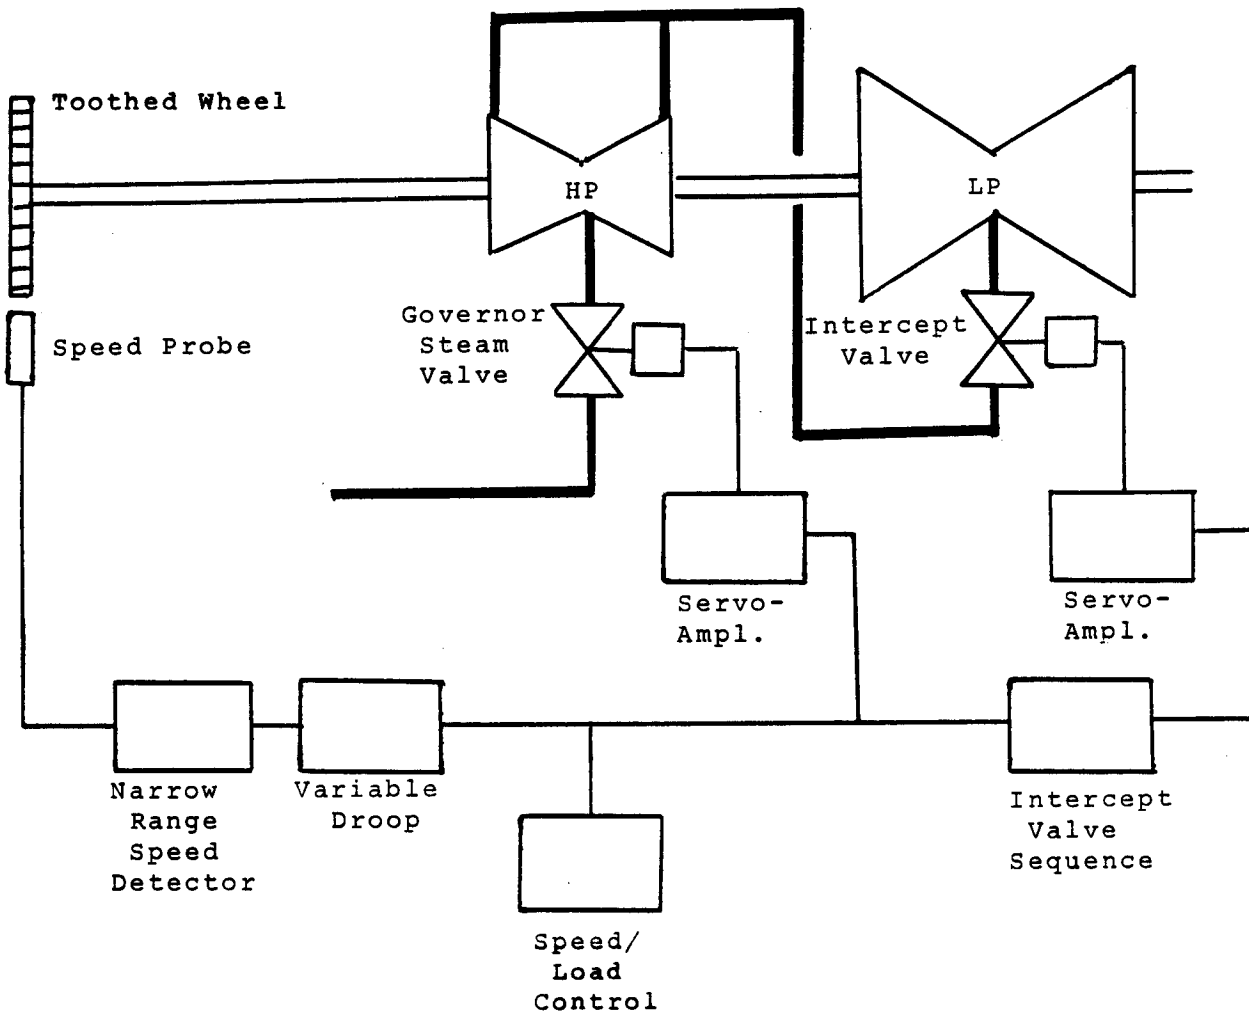 Toothed Wheel
HP
LP
Governor
Steam
Valve
Intercept
Valve
Speed Probe
Servo-
Ampl.
Servo-
Ampl.
Narrow
Range
Speed
Detector
Variable
Droop
Intercept
Valve
Sequence
Speed/
Load
Control